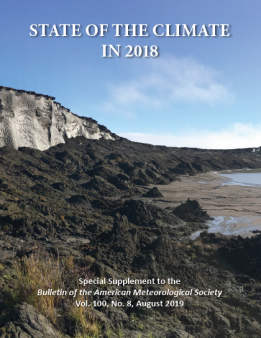 STATE OF THE CLIMATE
IN 2018
Special Supplement to the
Bulletin of the American Meteorological Society
Vol. 100, No. 8, August 2019